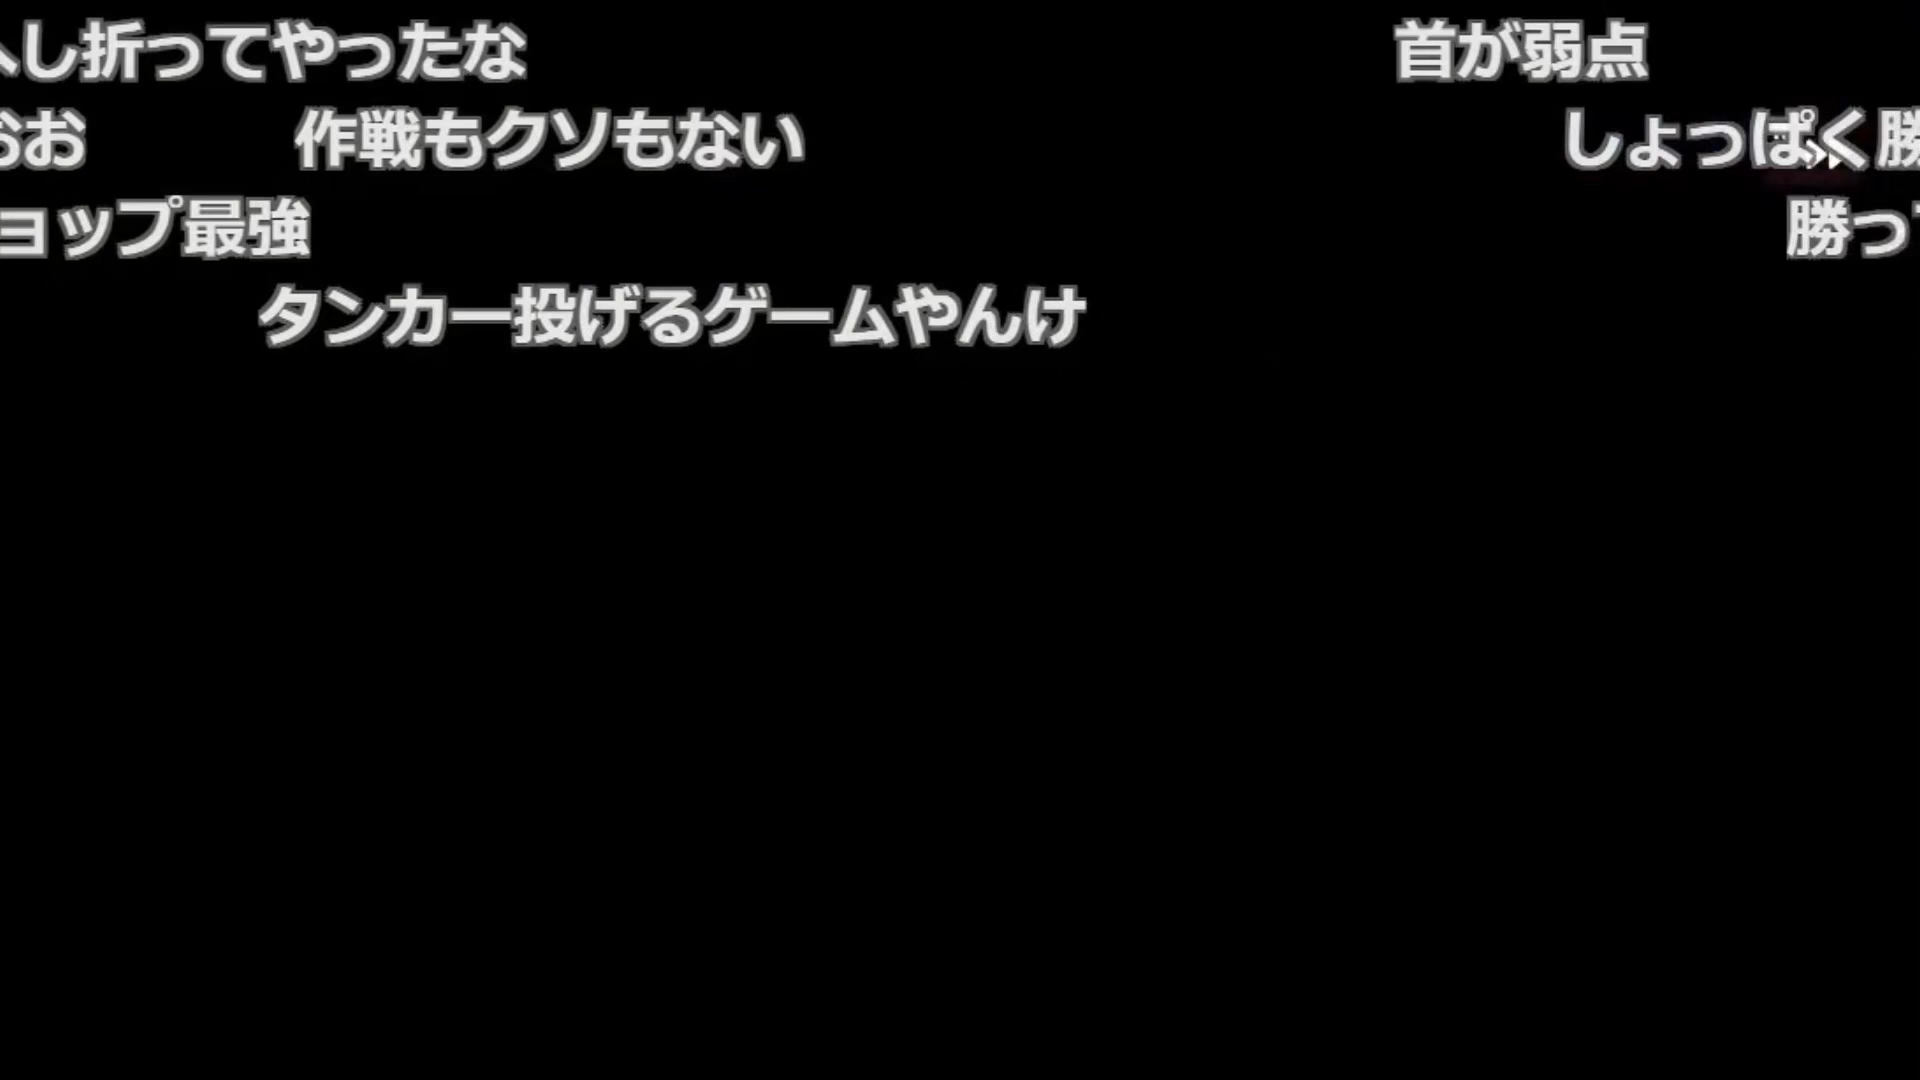 へし折ってやったな 首が弱点
おお 作戦もクソもない しょっぱく勝
ョップ最強 勝っ
タンカー投げるゲームやんけ